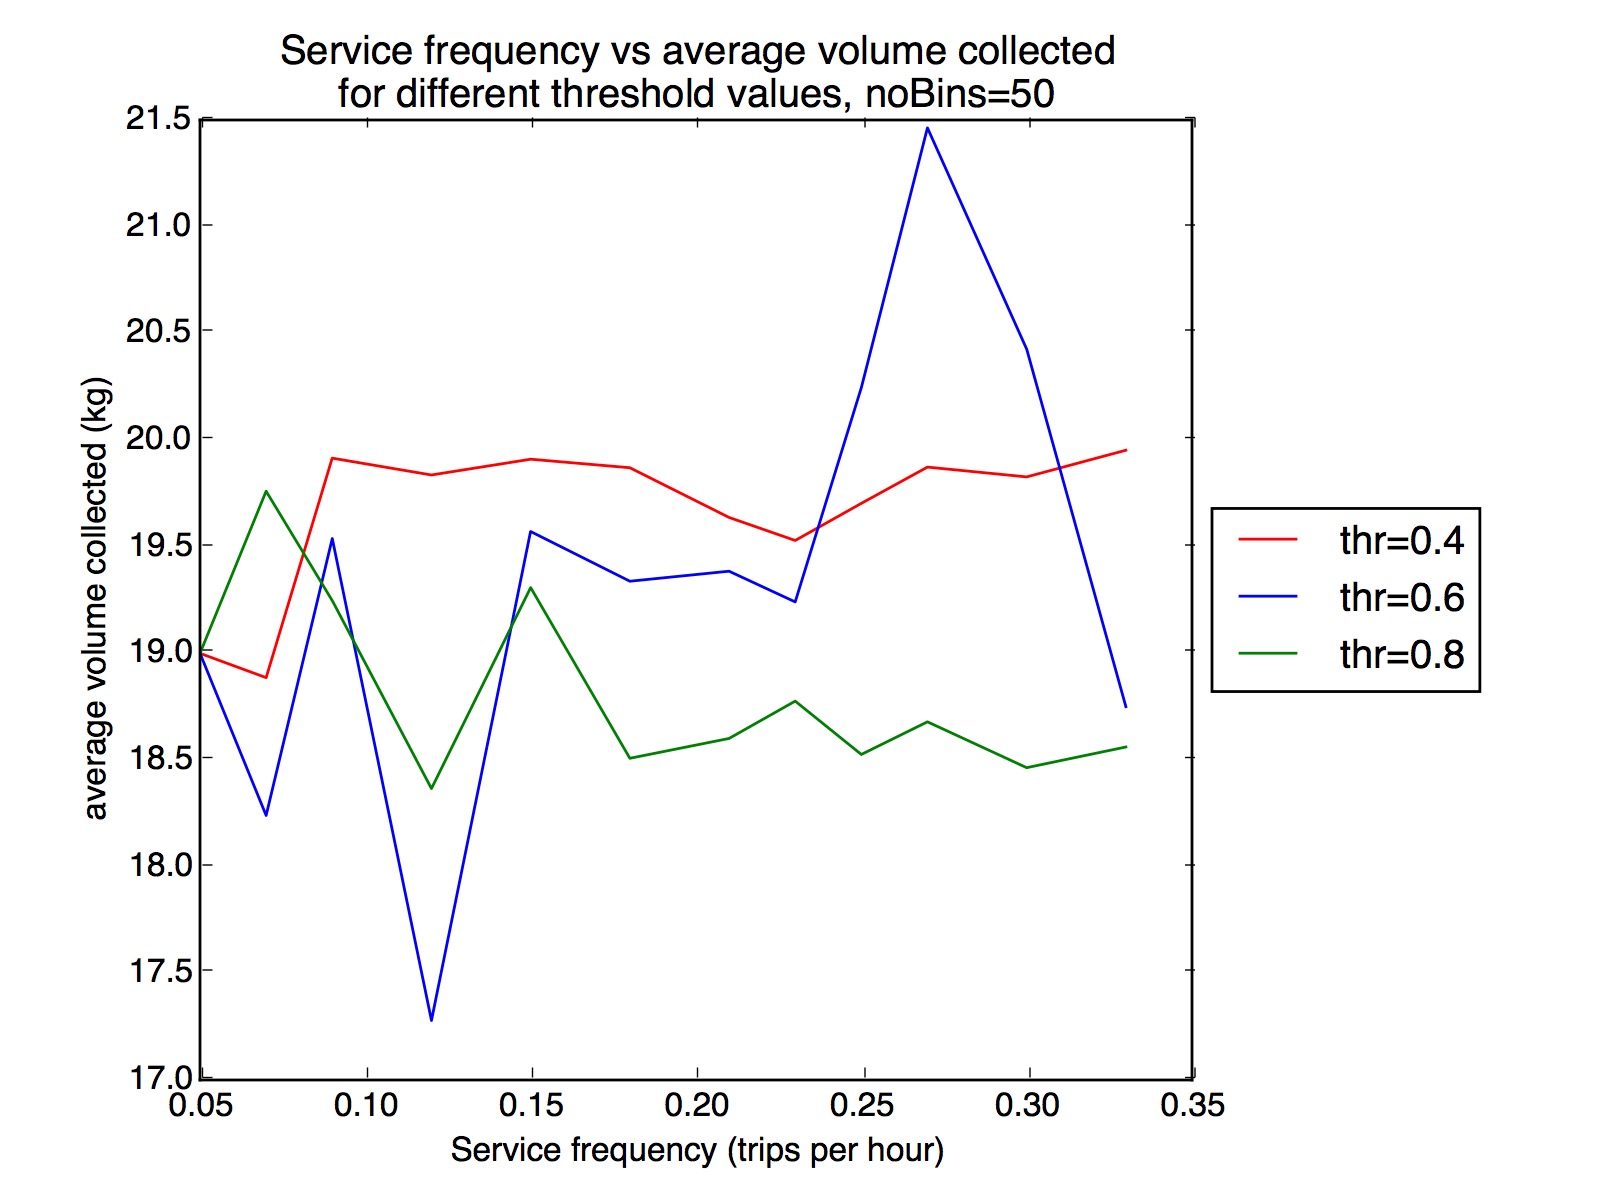 Service frequency vs average volume collected
for different threshold values, noBins=50
21.5
21.0
20.5
20.0
19.5
19.0
18.5
18.0
17.5
17.0
average volume collected (kg)
0.05 0.10 0.15 0.20 0.25 0.30 0.35
Service frequency (trips per hour)
thr=0.4
thr=0.6
thr=0.8